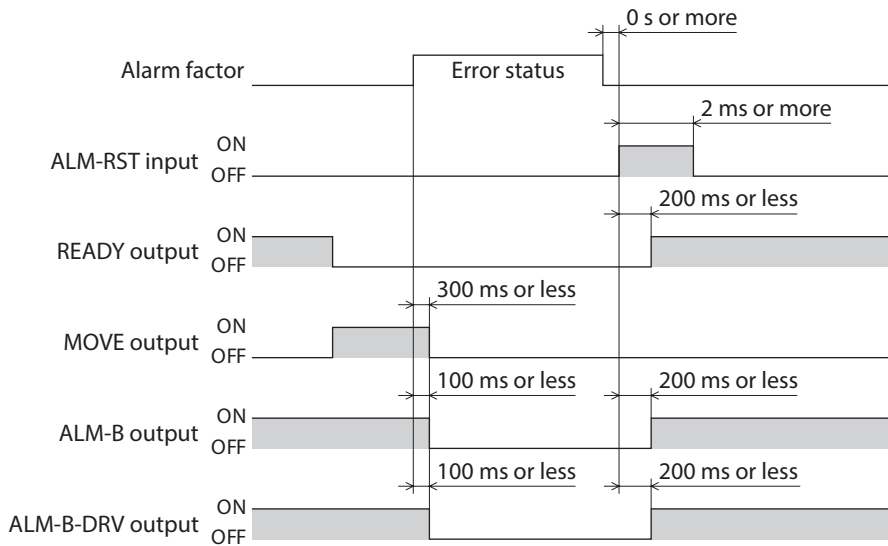 0 s or more
Alarm factor
Error status
2 ms or more
ALM-RST input
ON
OFF
200 ms or less
READY output
ON
OFF
300 ms or less
MOVE output
ON
OFF
100 ms or less
200 ms or less
ALM-B output
ON
OFF
100 ms or less
200 ms or less
ALM-B-DRV output
ON
OFF